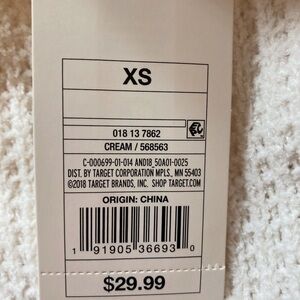 XS
018 13 7862
CREAM / 568563
C-000699-01-014 AND18_50A01-0025
DIST. BY TARGET CORPORATION MPLS., MN 55403
©2018 TARGET BRANDS, INC. SHOP TARGET.COM
ORIGIN: CHINA
1 91905 36693 0
$29.99